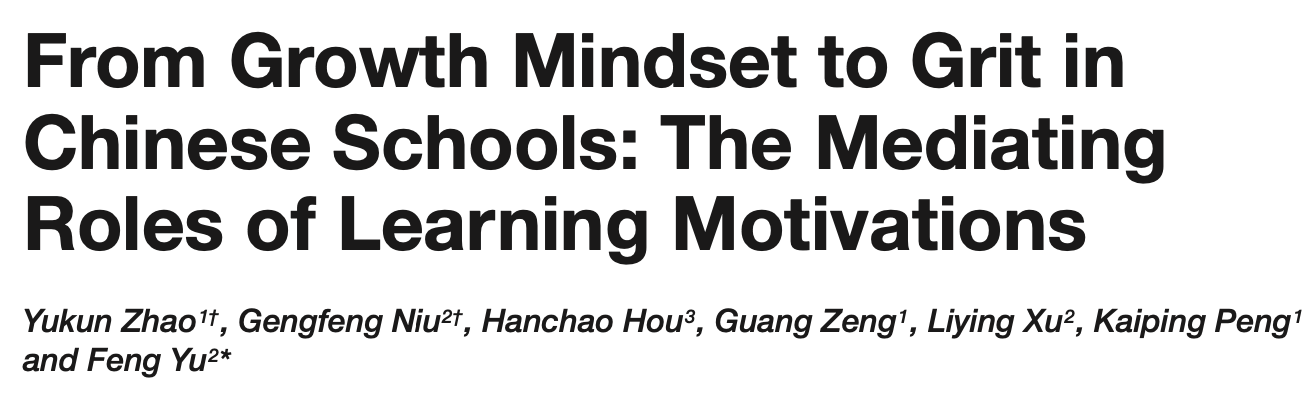 From Growth Mindset to Grit in
Chinese Schools: The Mediating
Roles of Learning Motivations
Yukun Zhao¹†, Gengfeng Niu²†, Hanchao Hou³, Guang Zeng¹, Liying Xu², Kaiping Peng¹
and Feng Yu²*